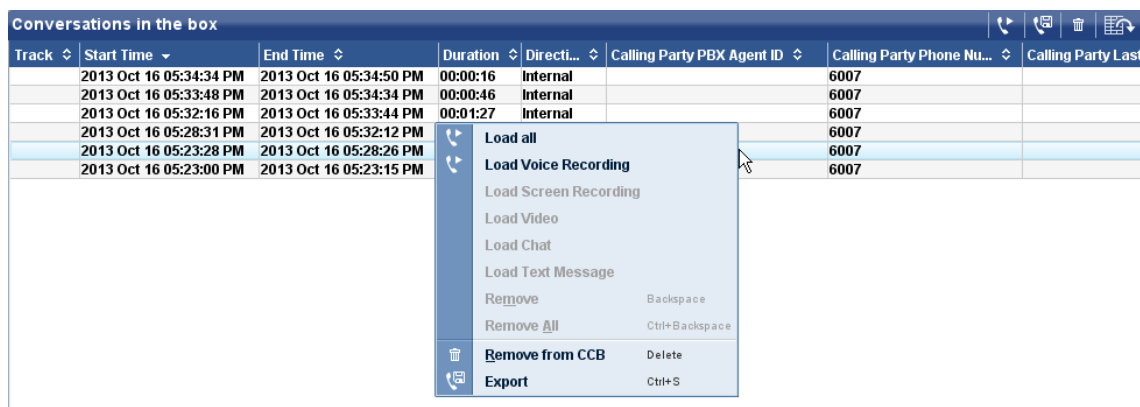 Conversations in the box
Track Start Time End Time Duration Directi... Calling Party PBX Agent ID Calling Party Phone Nu... Calling Party Last
2013 Oct 16 05:34:34 PM 2013 Oct 16 05:34:50 PM 00:00:16 Internal 6007
2013 Oct 16 05:33:48 PM 2013 Oct 16 05:34:34 PM 00:00:46 Internal 6007
2013 Oct 16 05:32:16 PM 2013 Oct 16 05:33:44 PM 00:01:27 Internal 6007
2013 Oct 16 05:28:31 PM 2013 Oct 16 05:32:12 PM 6007
2013 Oct 16 05:23:28 PM 2013 Oct 16 05:28:26 PM 6007
2013 Oct 16 05:23:00 PM 2013 Oct 16 05:23:15 PM 6007
Load all
Load Voice Recording
Load Screen Recording
Load Video
Load Chat
Load Text Message
Remove Backspace
Remove All Ctrl+Backspace
Remove from CCB Delete
Export Ctrl+S